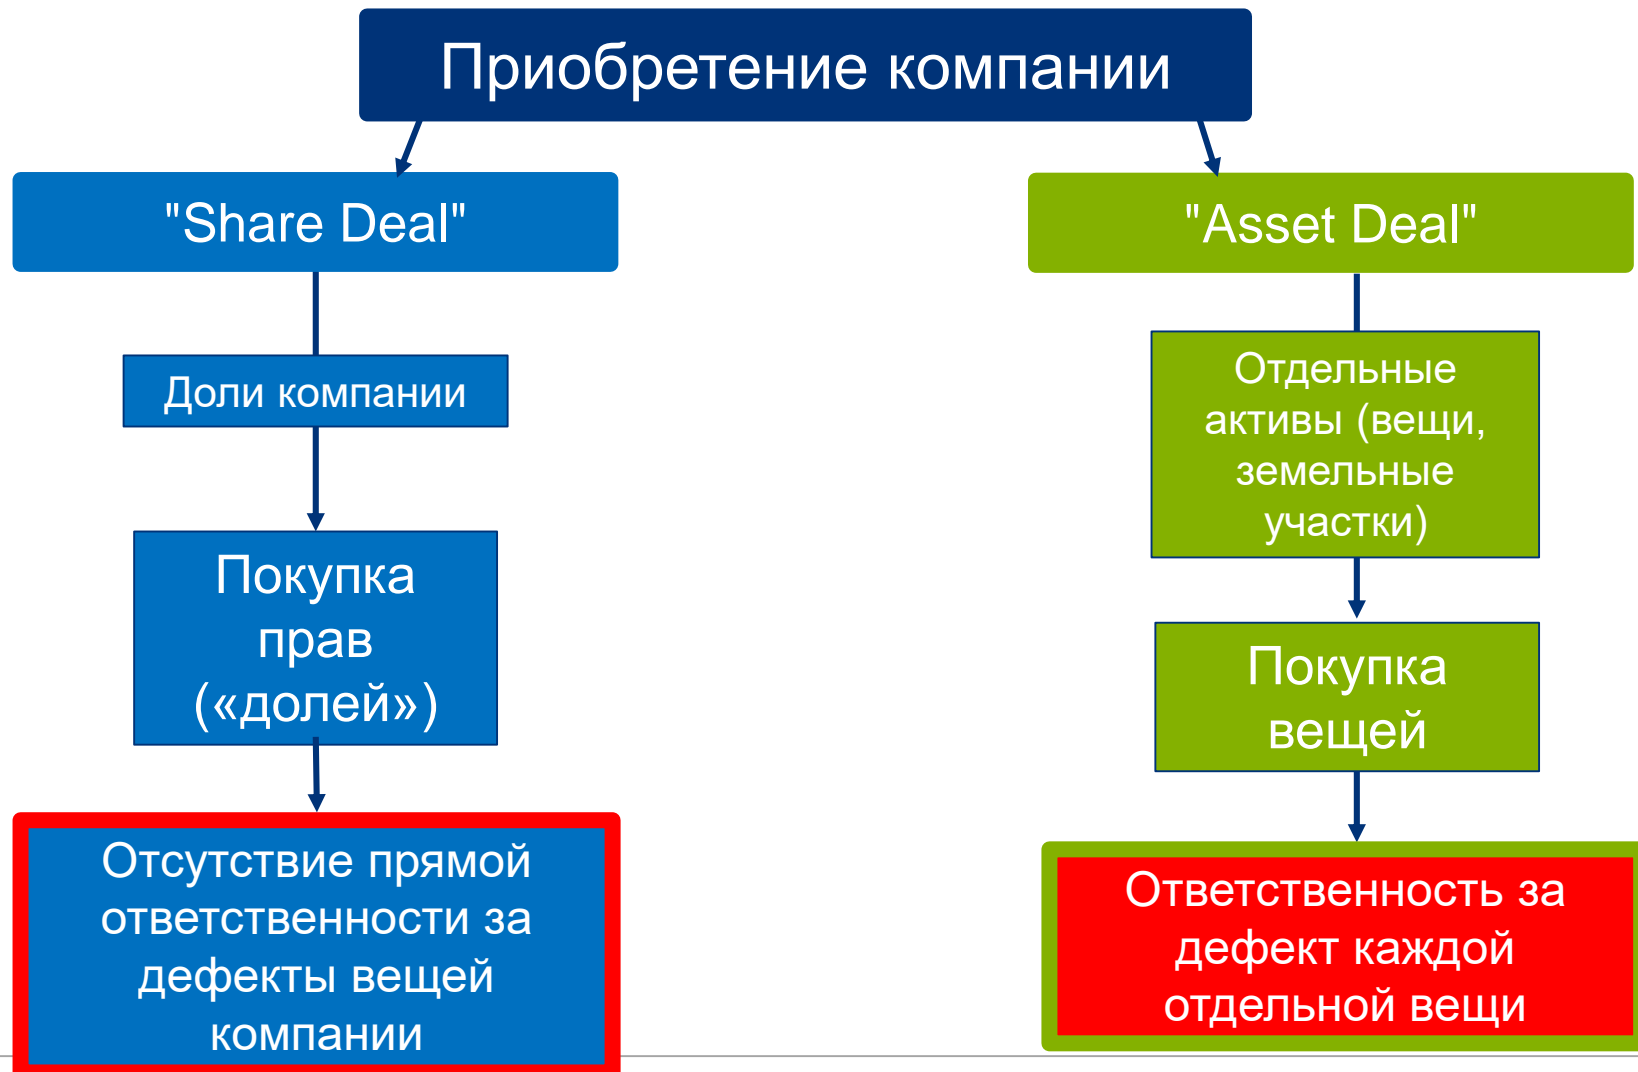 Приобретение компании
"Share Deal"
Доли компании
Покупка
прав
(«долей»)
Отсутствие прямой
ответственности за
дефекты вещей
компании
"Asset Deal"
Отдельные
активы (вещи,
земельные
участки)
Покупка
вещей
Ответственность за
дефект каждой
отдельной вещи